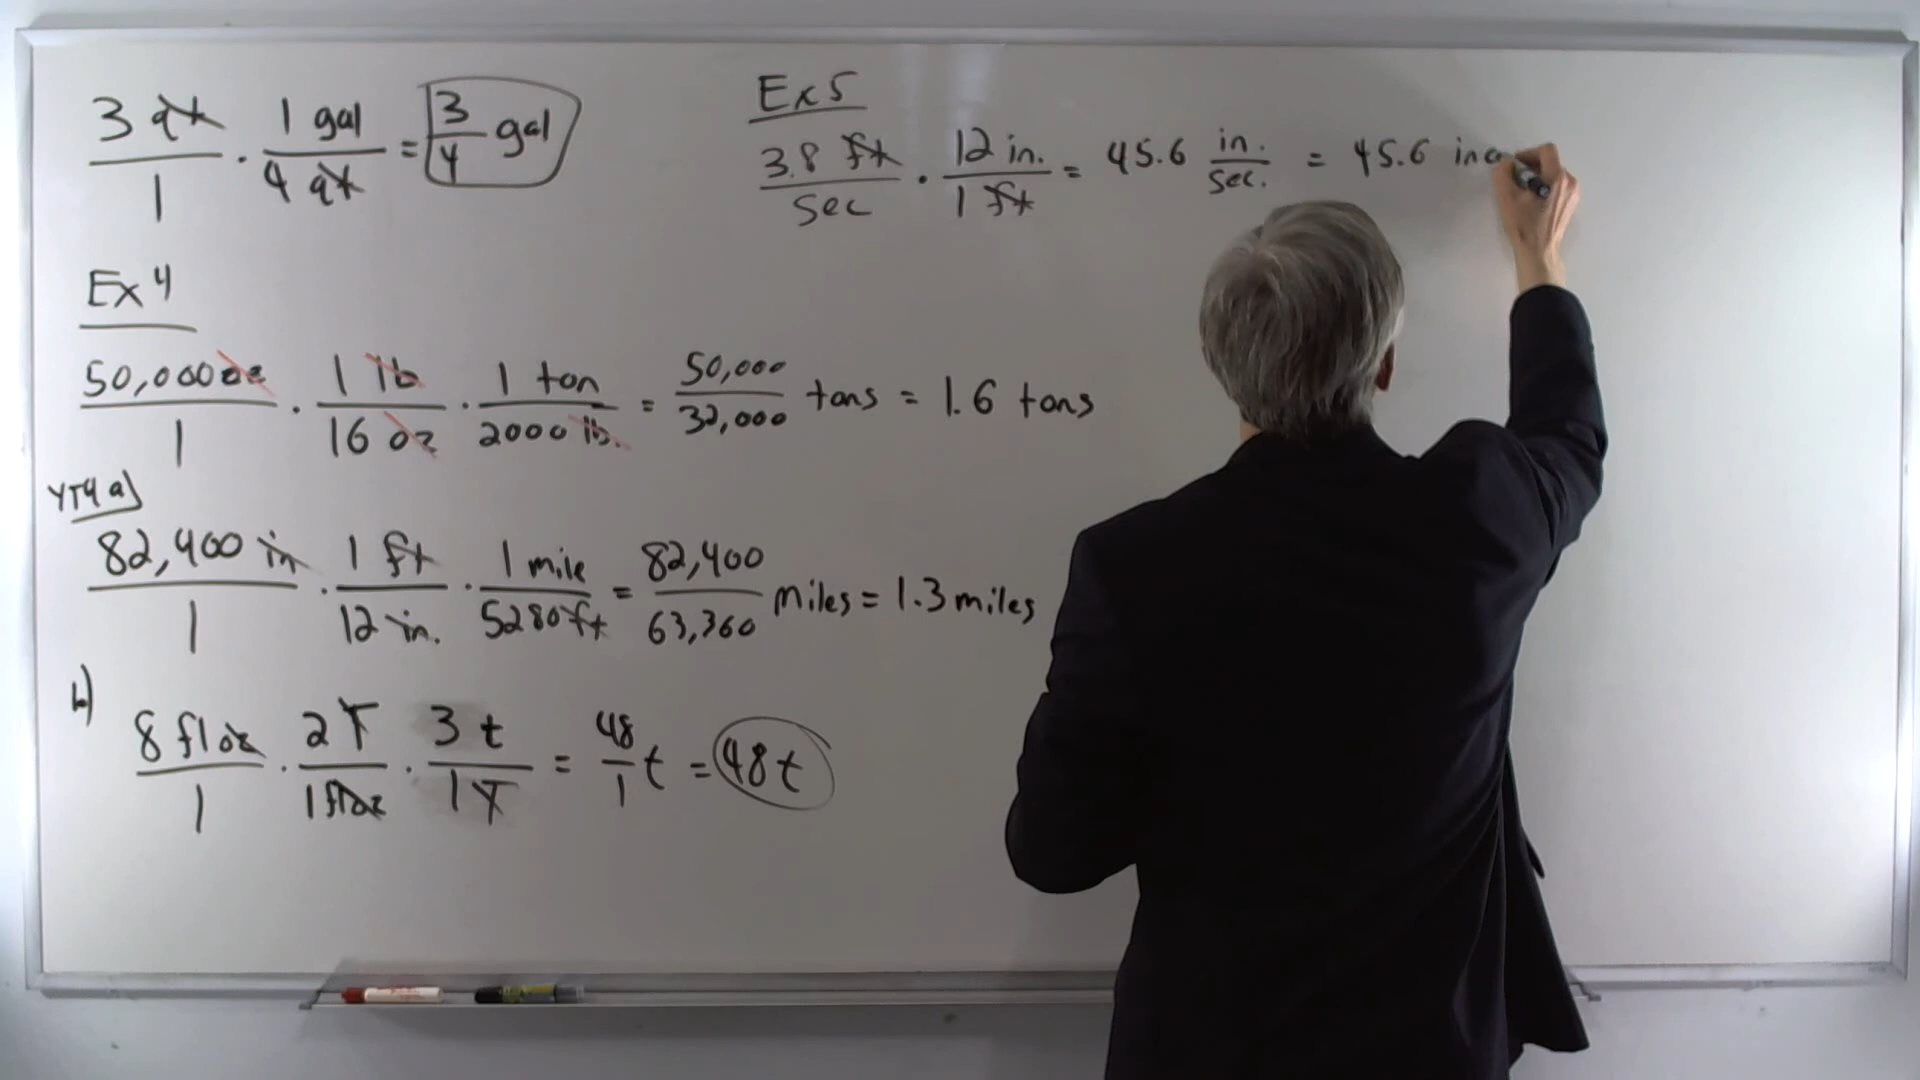 3 qt / 1 · 1 gal / 4 qt = 3/4 gal
Ex 4
50,000 oz / 1 · 1 lb / 16 oz · 1 ton / 2000 lb. = 50,000 / 32,000 tons = 1.6 tons
YT4 a)
82,400 in / 1 · 1 ft / 12 in. · 1 mile / 5280 ft = 82,400 / 63,360 miles = 1.3 miles
b)
8 fl oz / 1 · 2 T / 1 fl oz · 3 t / 1 T = 48/1 t = 48 t
Ex 5
3.8 ft / sec · 12 in. / 1 ft = 45.6 in. / sec. = 45.6 inc